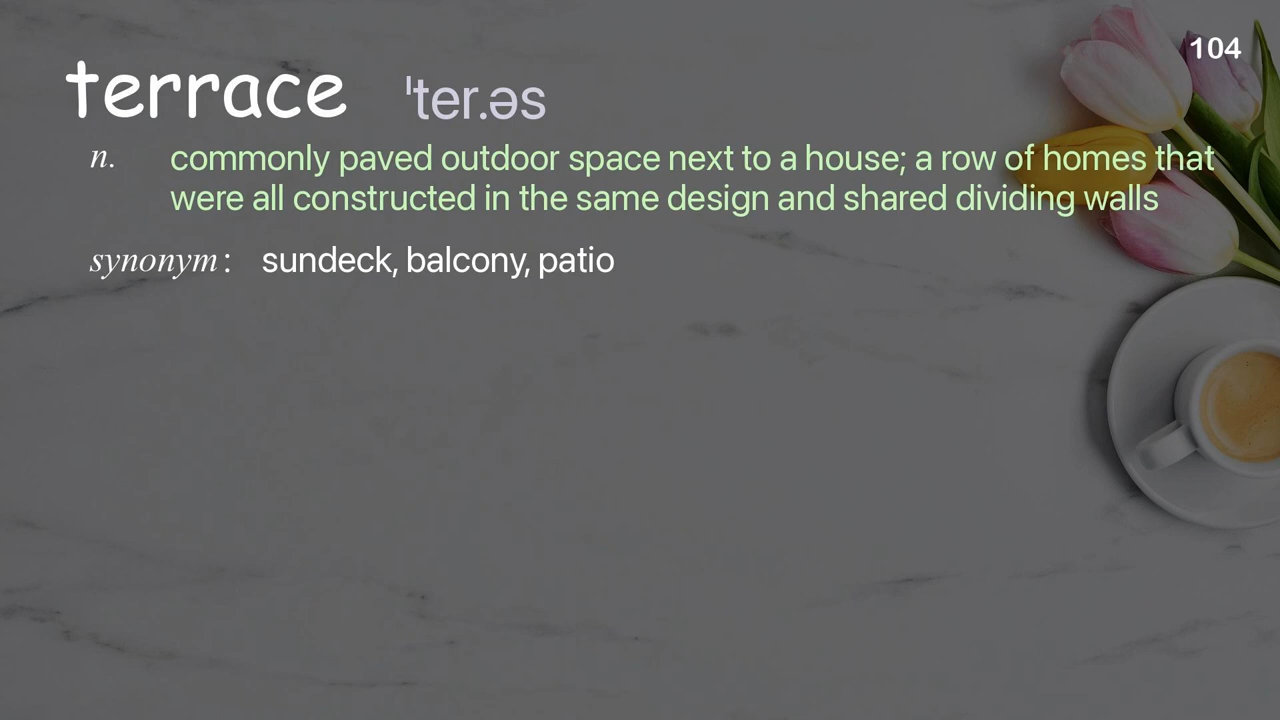 104
terrace ˈter.əs
n. commonly paved outdoor space next to a house; a row of homes that
were all constructed in the same design and shared dividing walls
synonym : sundeck, balcony, patio